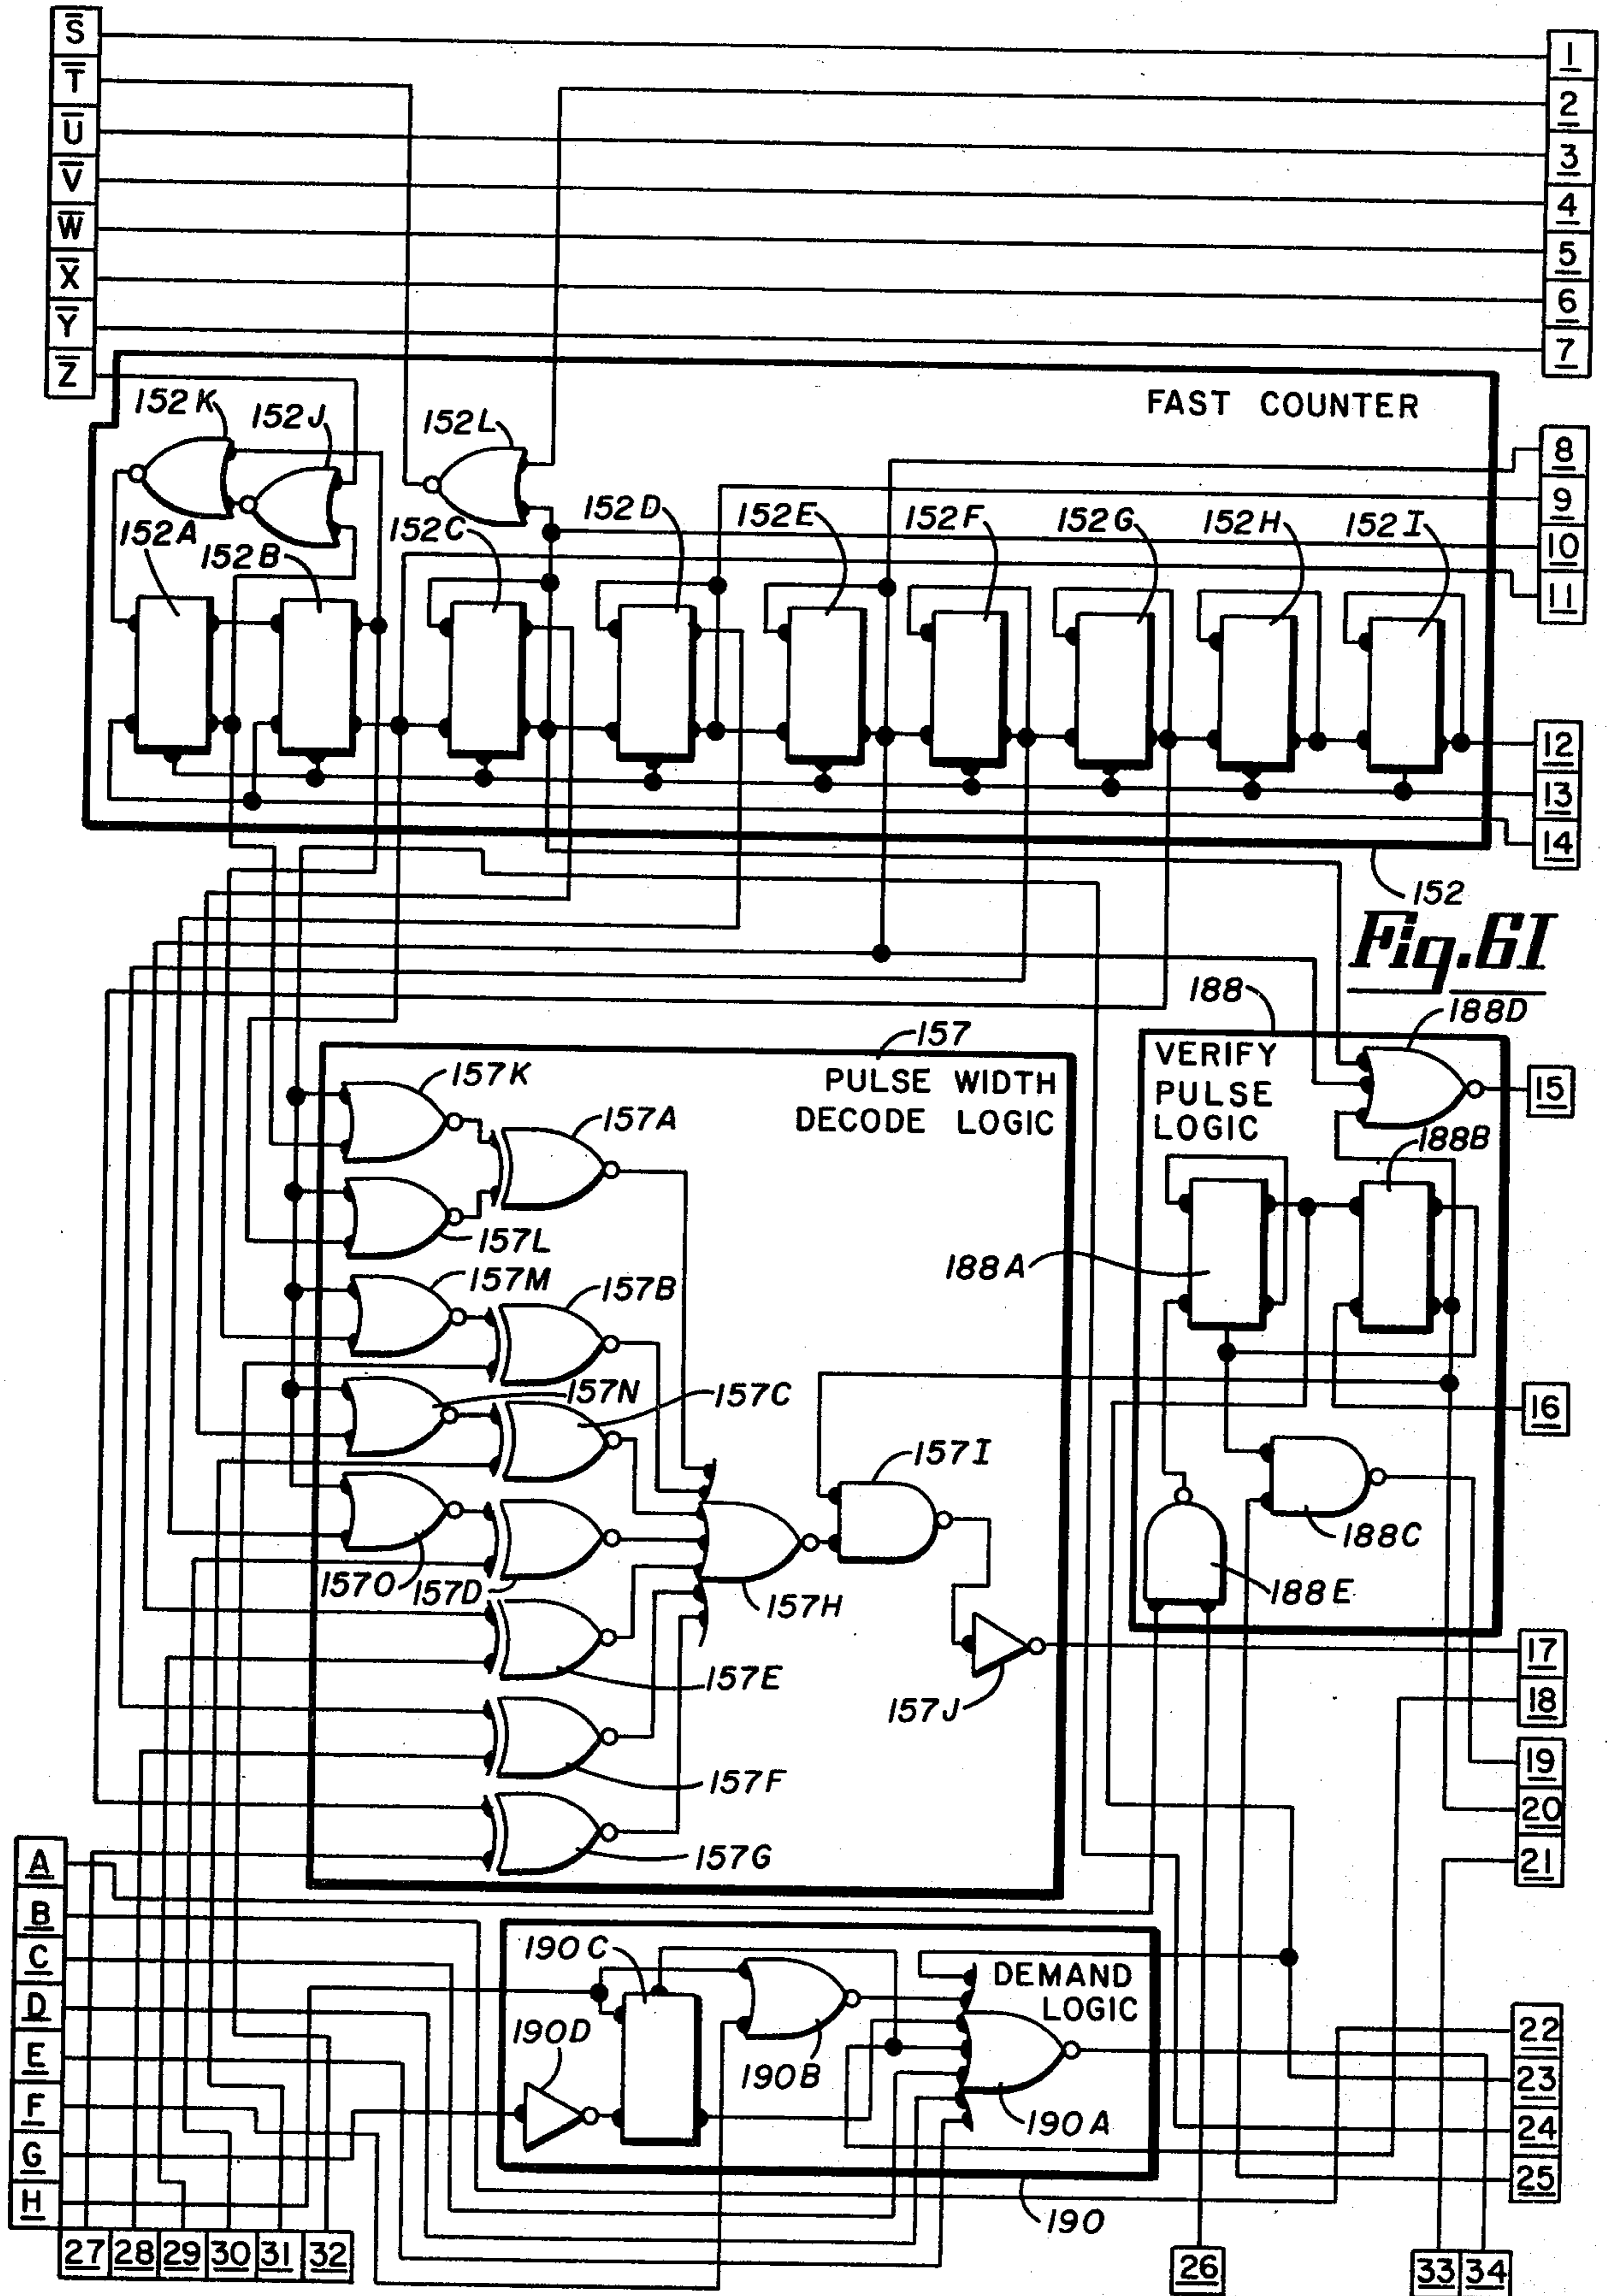 S̅
T̅
U̅
V̅
W̅
X̅
Y̅
Z̅
1
2
3
4
5
6
7
FAST COUNTER
152K
152J
152L
8
9
10
11
152A
152B
152C
152D
152E
152F
152G
152H
152I
12
13
14
152
Fig.6I
157
PULSE WIDTH
DECODE LOGIC
157K
157A
157L
157M
157B
157N
157C
157O
157D
157I
157H
157E
157J
157F
157G
188
VERIFY
PULSE
LOGIC
188D
188B
188A
188C
188E
15
16
17
18
19
20
21
A
B
C
D
E
F
G
H
190C
190D
190B
DEMAND
LOGIC
190A
190
22
23
24
25
27 28 29 30 31 32
26
33 34